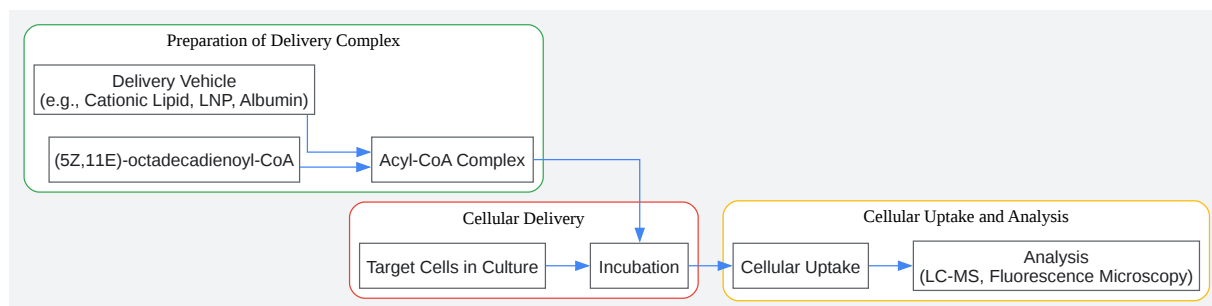 Preparation of Delivery Complex
Delivery Vehicle
(e.g., Cationic Lipid, LNP, Albumin)
(5Z,11E)-octadecadienoyl-CoA
Acyl-CoA Complex
Cellular Delivery
Target Cells in Culture
Incubation
Cellular Uptake and Analysis
Cellular Uptake
Analysis
(LC-MS, Fluorescence Microscopy)